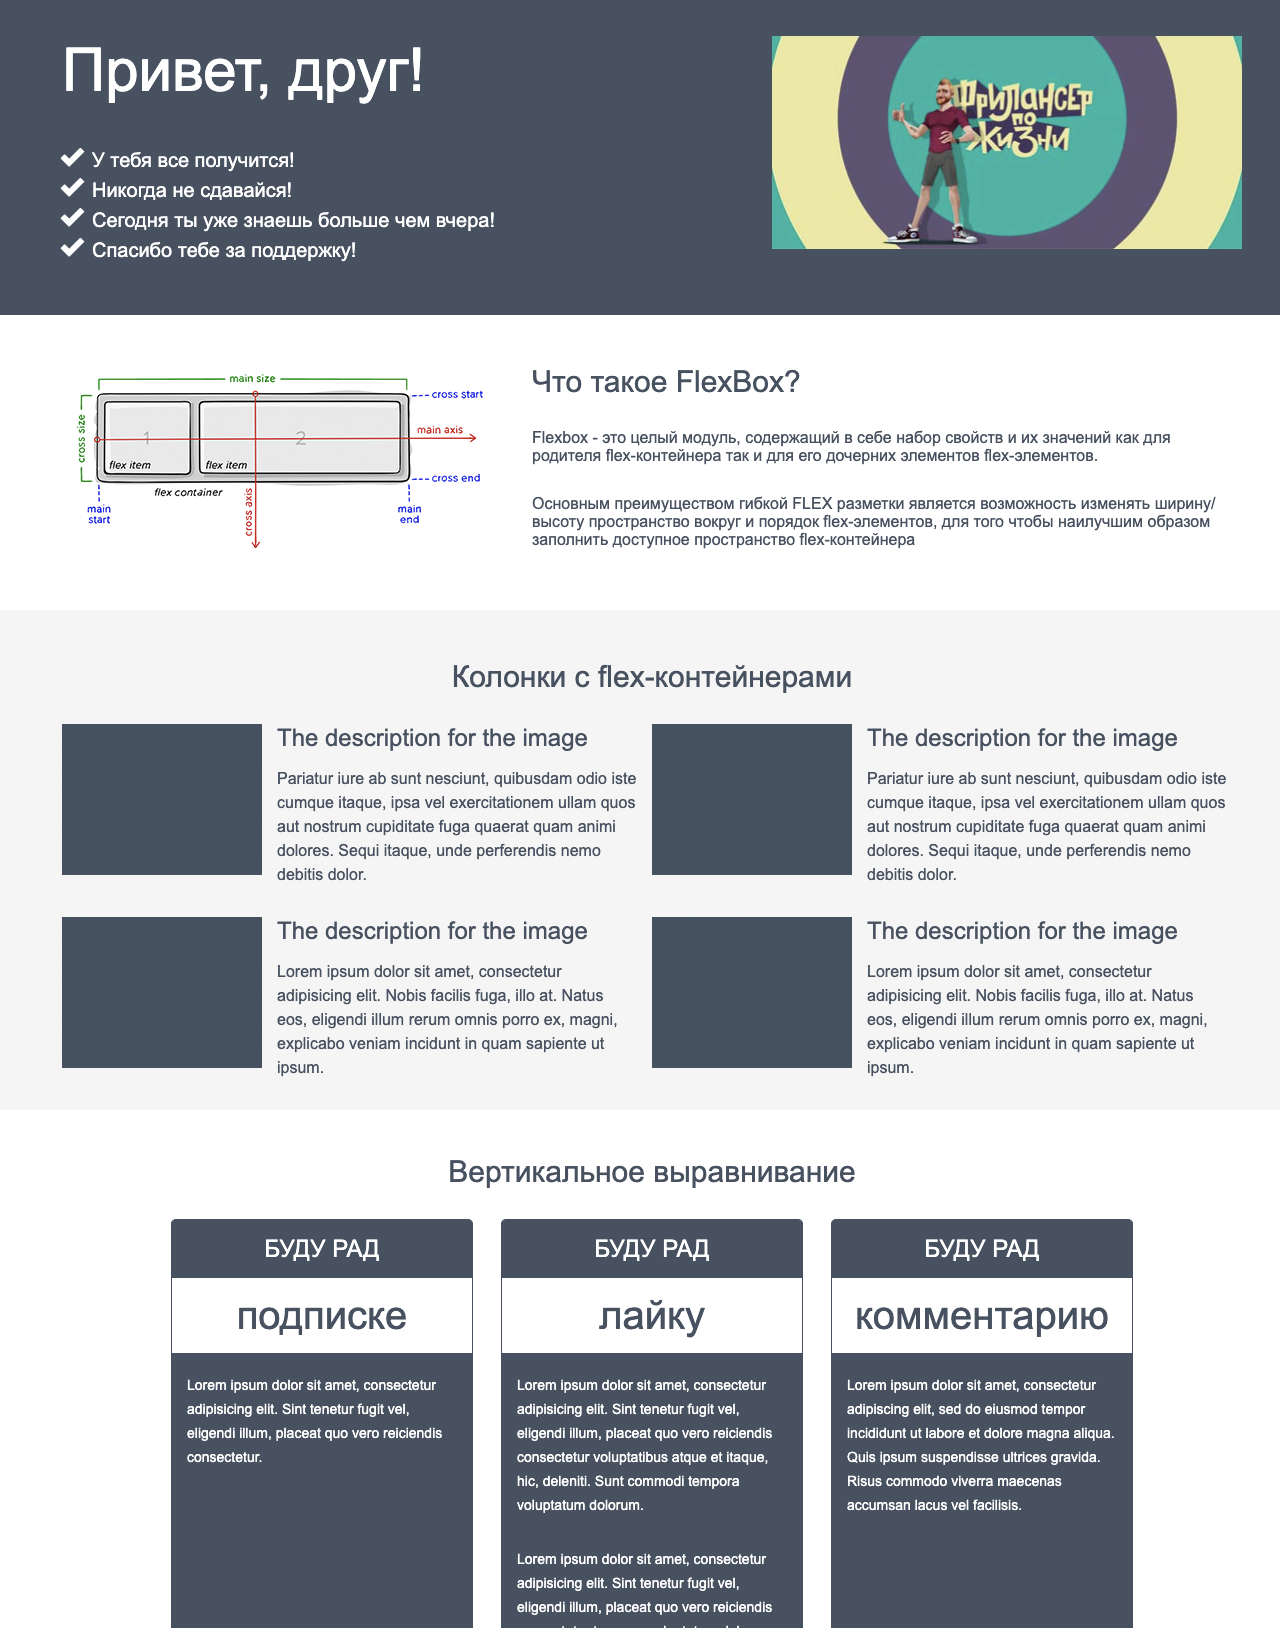 Привет, друг!
У тебя все получится!
Никогда не сдавайся!
Сегодня ты уже знаешь больше чем вчера!
Спасибо тебе за поддержку!
ФРИЛАНСЕР
ПО
ЖИЗНИ
main size
cross start
cross size
1
2
main axis
flex item
flex item
cross end
flex container
main
start
cross axis
main
end
Что такое FlexBox?
Flexbox - это целый модуль, содержащий в себе набор свойств и их значений как для
родителя flex-контейнера так и для его дочерних элементов flex-элементов.
Основным преимуществом гибкой FLEX разметки является возможность изменять ширину/
высоту пространство вокруг и порядок flex-элементов, для того чтобы наилучшим образом
заполнить доступное пространство flex-контейнера
Колонки с flex-контейнерами
The description for the image
Pariatur iure ab sunt nesciunt, quibusdam odio iste
cumque itaque, ipsa vel exercitationem ullam quos
aut nostrum cupiditate fuga quaerat quam animi
dolores. Sequi itaque, unde perferendis nemo
debitis dolor.
The description for the image
Pariatur iure ab sunt nesciunt, quibusdam odio iste
cumque itaque, ipsa vel exercitationem ullam quos
aut nostrum cupiditate fuga quaerat quam animi
dolores. Sequi itaque, unde perferendis nemo
debitis dolor.
The description for the image
Lorem ipsum dolor sit amet, consectetur
adipisicing elit. Nobis facilis fuga, illo at. Natus
eos, eligendi illum rerum omnis porro ex, magni,
explicabo veniam incidunt in quam sapiente ut
ipsum.
The description for the image
Lorem ipsum dolor sit amet, consectetur
adipisicing elit. Nobis facilis fuga, illo at. Natus
eos, eligendi illum rerum omnis porro ex, magni,
explicabo veniam incidunt in quam sapiente ut
ipsum.
Вертикальное выравнивание
БУДУ РАД
подписке
Lorem ipsum dolor sit amet, consectetur
adipisicing elit. Sint tenetur fugit vel,
eligendi illum, placeat quo vero reiciendis
consectetur.
БУДУ РАД
лайку
Lorem ipsum dolor sit amet, consectetur
adipisicing elit. Sint tenetur fugit vel,
eligendi illum, placeat quo vero reiciendis
consectetur voluptatibus atque et itaque,
hic, deleniti. Sunt commodi tempora
voluptatum dolorum.
Lorem ipsum dolor sit amet, consectetur
adipisicing elit. Sint tenetur fugit vel,
eligendi illum, placeat quo vero reiciendis
БУДУ РАД
комментарию
Lorem ipsum dolor sit amet, consectetur
adipiscing elit, sed do eiusmod tempor
incididunt ut labore et dolore magna aliqua.
Quis ipsum suspendisse ultrices gravida.
Risus commodo viverra maecenas
accumsan lacus vel facilisis.